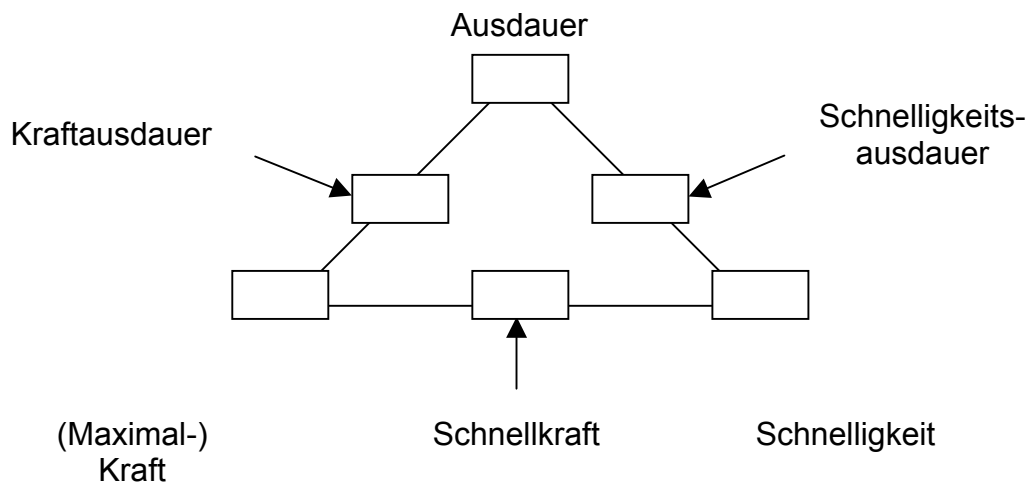 Ausdauer
Kraftausdauer
Schnelligkeits-
ausdauer
(Maximal-)
Kraft
Schnellkraft
Schnelligkeit